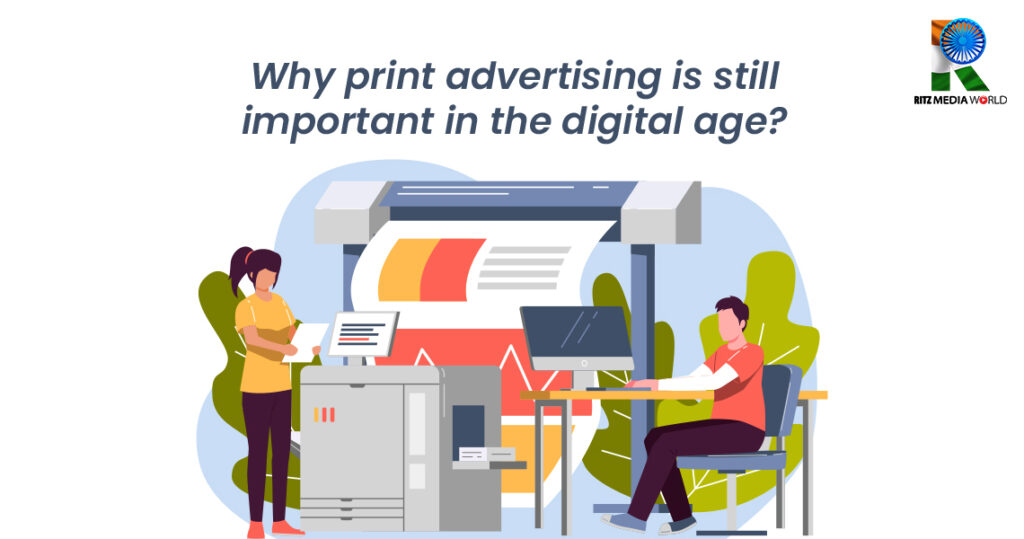 Why print advertising is still
important in the digital age?
RITZ MEDIA WORLD